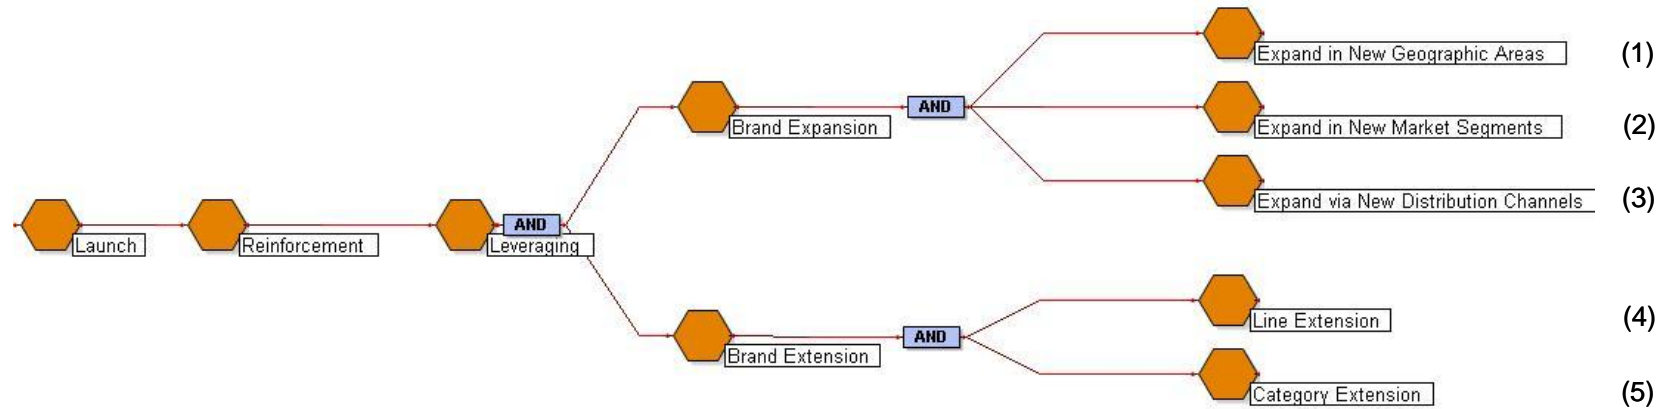 Expand in New Geographic Areas (1)
AND
Brand Expansion
Expand in New Market Segments (2)
Expand via New Distribution Channels (3)
AND
Launch
Reinforcement
Leveraging
Line Extension (4)
AND
Brand Extension
Category Extension (5)